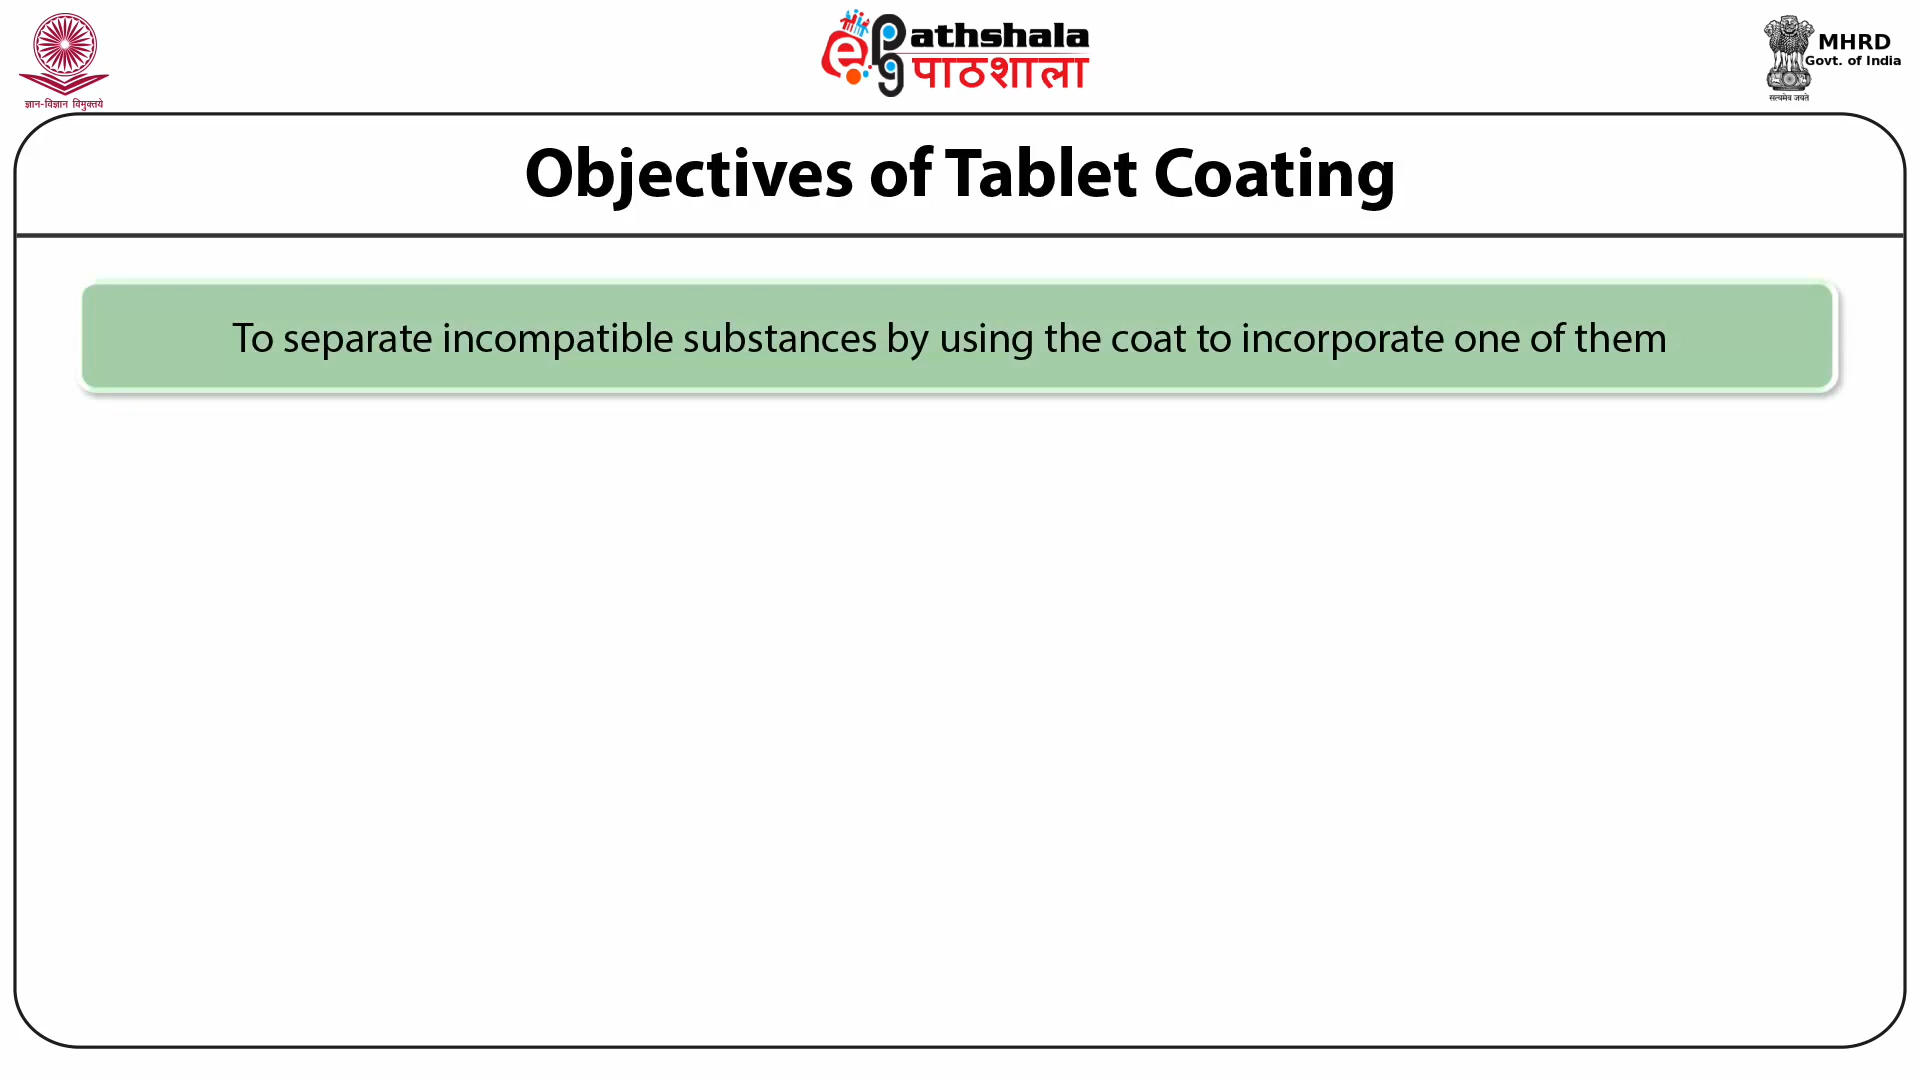 ज्ञान-विज्ञान विमुक्तये
e
pg
athshala
पाठशाला
MHRD
Govt. of India
सत्यमेव जयते
Objectives of Tablet Coating
To separate incompatible substances by using the coat to incorporate one of them